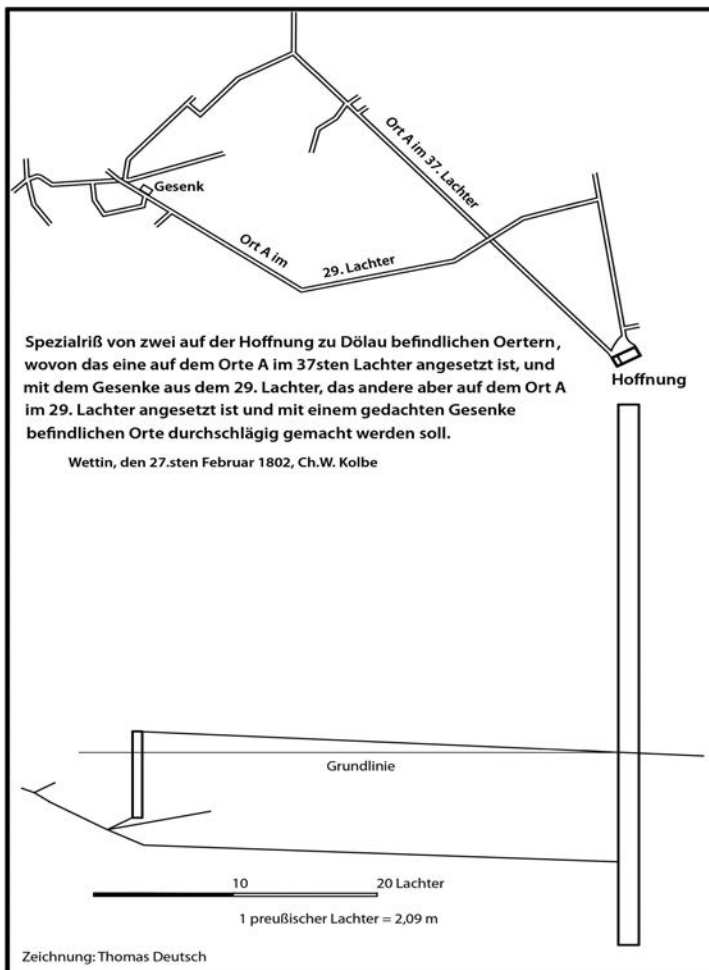 Ort A im 37. Lachter
Gesenk
Ort A im
29. Lachter
Spezialriß von zwei auf der Hoffnung zu Dölau befindlichen Oertern,
wovon das eine auf dem Orte A im 37sten Lachter angesetzt ist, und
mit dem Gesenke aus dem 29. Lachter, das andere aber auf dem Ort A
im 29. Lachter angesetzt ist und mit einem gedachten Gesenke
befindlichen Orte durchschlägig gemacht werden soll.
Hoffnung
Wettin, den 27.sten Februar 1802, Ch.W. Kolbe
Grundlinie
10
20 Lachter
1 preußischer Lachter = 2,09 m
Zeichnung: Thomas Deutsch